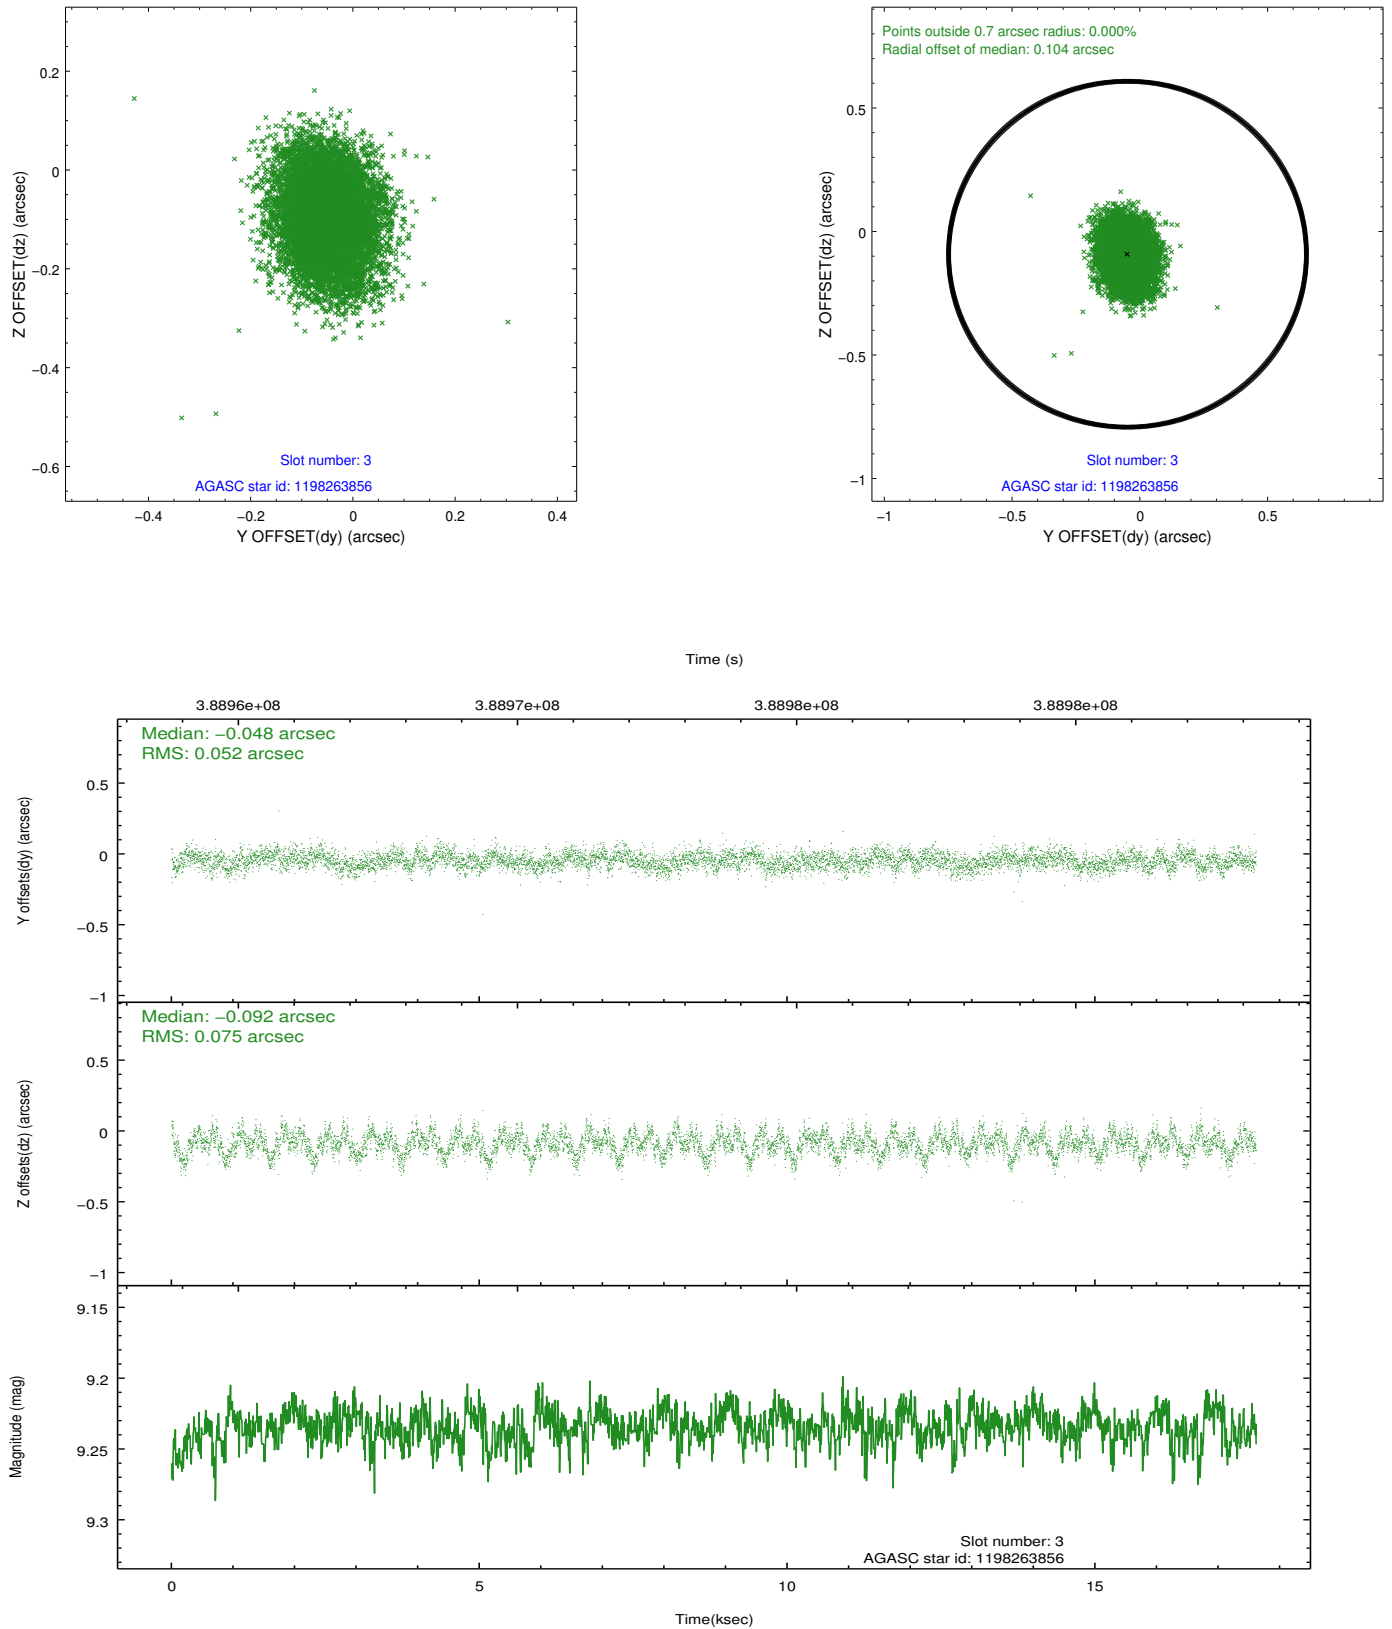 0.2
0
−0.2
−0.4
−0.6
Z OFFSET(dz) (arcsec)
Slot number: 3
AGASC star id: 1198263856
−0.4
−0.2
0
0.2
0.4
Y OFFSET(dy) (arcsec)
Points outside 0.7 arcsec radius: 0.000%
Radial offset of median: 0.104 arcsec
0.5
0
−0.5
−1
Z OFFSET(dz) (arcsec)
Slot number: 3
AGASC star id: 1198263856
−1
−0.5
0
0.5
Y OFFSET(dy) (arcsec)
Time (s)
3.8896e+08
3.8897e+08
3.8898e+08
3.8898e+08
Median: −0.048 arcsec
RMS: 0.052 arcsec
0.5
0
−0.5
−1
Y offsets(dy) (arcsec)
Median: −0.092 arcsec
RMS: 0.075 arcsec
0.5
0
−0.5
−1
Z offsets(dz) (arcsec)
9.15
9.2
9.25
9.3
Magnitude (mag)
Slot number: 3
AGASC star id: 1198263856
0
5
10
15
Time(ksec)